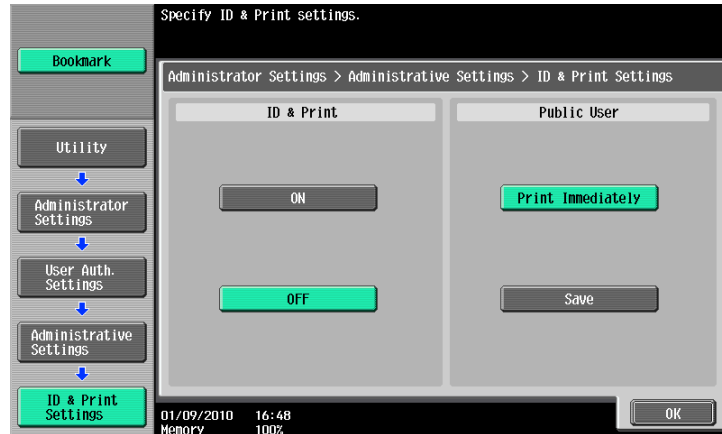 Specify ID & Print settings.
Bookmark
Administrator Settings > Administrative Settings > ID & Print Settings
ID & Print
Public User
Utility
ON
Print Immediately
Administrator
Settings
User Auth.
Settings
OFF
Save
Administrative
Settings
ID & Print
Settings
01/09/2010 16:48
Memory 100%
OK